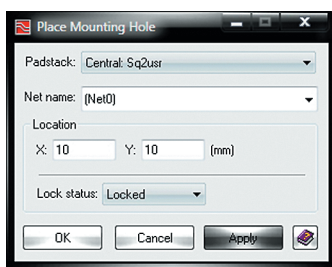 Place Mounting Hole
Padstack: Central: Sq2usr
Net name: (Net0)
Location
X: 10 Y: 10 (mm)
Lock status: Locked
OK Cancel Apply